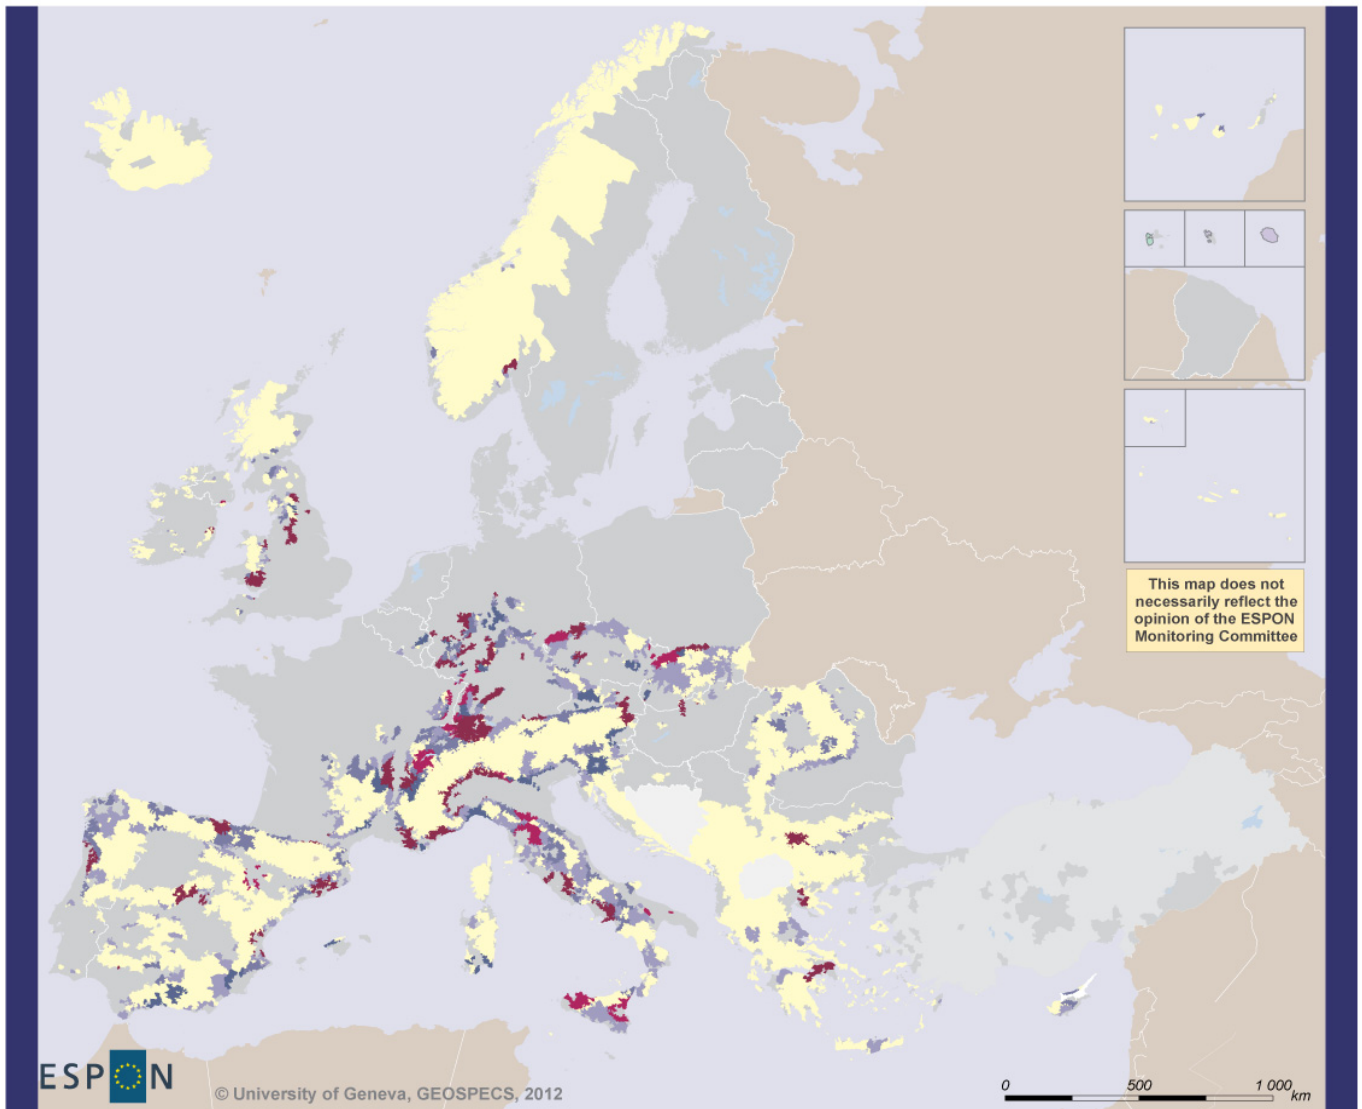 This map does not
necessarily reflect the
opinion of the ESPON
Monitoring Committee
ESPON
© University of Geneva, GEOSPECS, 2012
0 500 1 000
km